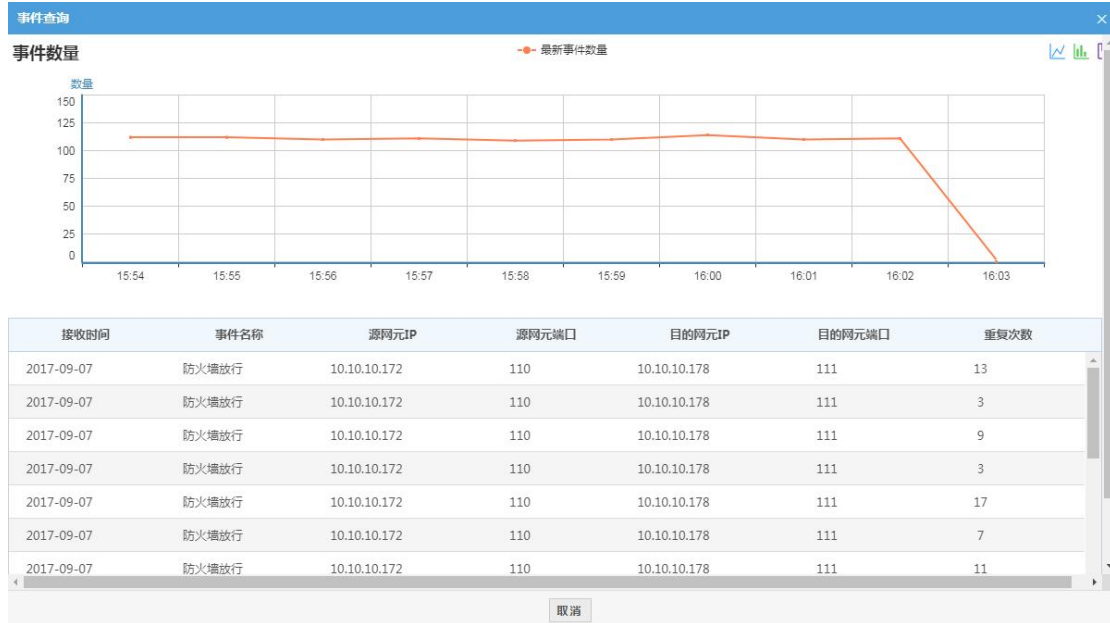 事件查询
事件数量
最新事件数量
数量
150
125
100
75
50
25
0
15:54 15:55 15:56 15:57 15:58 15:59 16:00 16:01 16:02 16:03
接收时间 事件名称 源网元IP 源网元端口 目的网元IP 目的网元端口 重复次数
2017-09-07 防火墙放行 10.10.10.172 110 10.10.10.178 111 13
2017-09-07 防火墙放行 10.10.10.172 110 10.10.10.178 111 3
2017-09-07 防火墙放行 10.10.10.172 110 10.10.10.178 111 9
2017-09-07 防火墙放行 10.10.10.172 110 10.10.10.178 111 3
2017-09-07 防火墙放行 10.10.10.172 110 10.10.10.178 111 17
2017-09-07 防火墙放行 10.10.10.172 110 10.10.10.178 111 7
2017-09-07 防火墙放行 10.10.10.172 110 10.10.10.178 111 11
取消